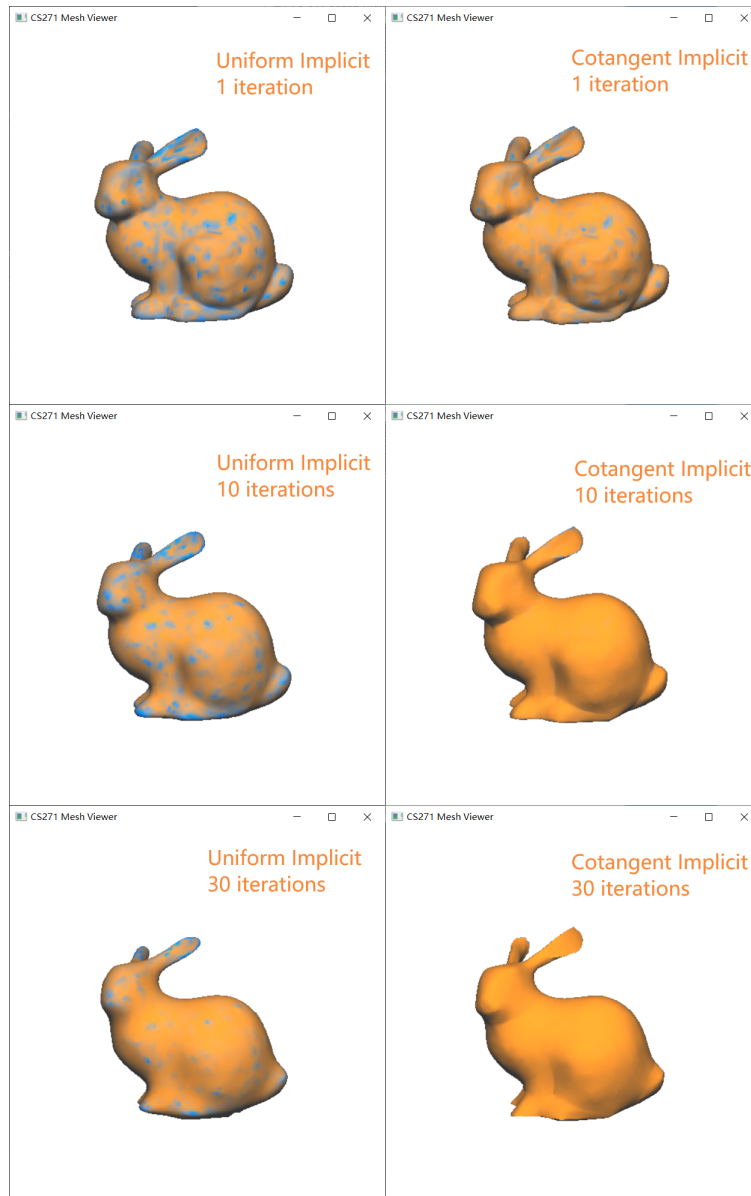 CS271 Mesh Viewer
Uniform Implicit
1 iteration
CS271 Mesh Viewer
Cotangent Implicit
1 iteration
CS271 Mesh Viewer
Uniform Implicit
10 iterations
CS271 Mesh Viewer
Cotangent Implicit
10 iterations
CS271 Mesh Viewer
Uniform Implicit
30 iterations
CS271 Mesh Viewer
Cotangent Implicit
30 iterations